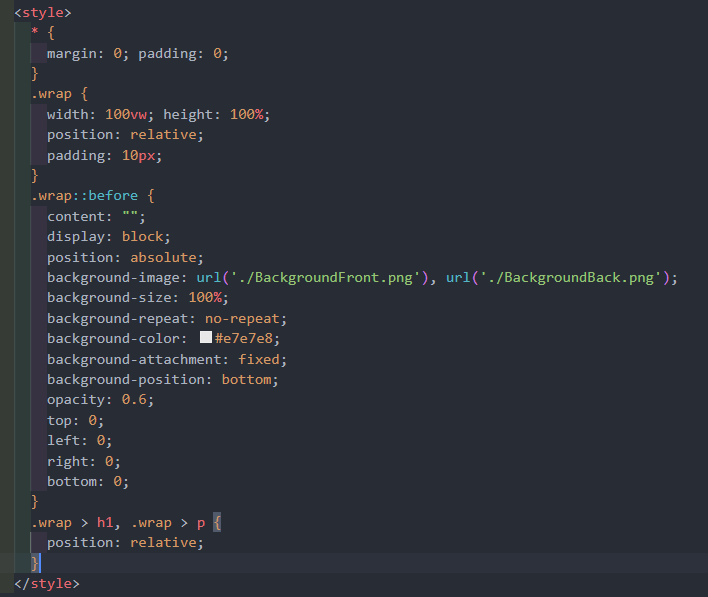 <style>
* {
margin: 0; padding: 0;
}
.wrap {
width: 100vw; height: 100%;
position: relative;
padding: 10px;
}
.wrap::before {
content: "";
display: block;
position: absolute;
background-image: url('./BackgroundFront.png'), url('./BackgroundBack.png');
background-size: 100%;
background-repeat: no-repeat;
background-color: #e7e7e8;
background-attachment: fixed;
background-position: bottom;
opacity: 0.6;
top: 0;
left: 0;
right: 0;
bottom: 0;
}
.wrap > h1, .wrap > p {
position: relative;
}
</style>